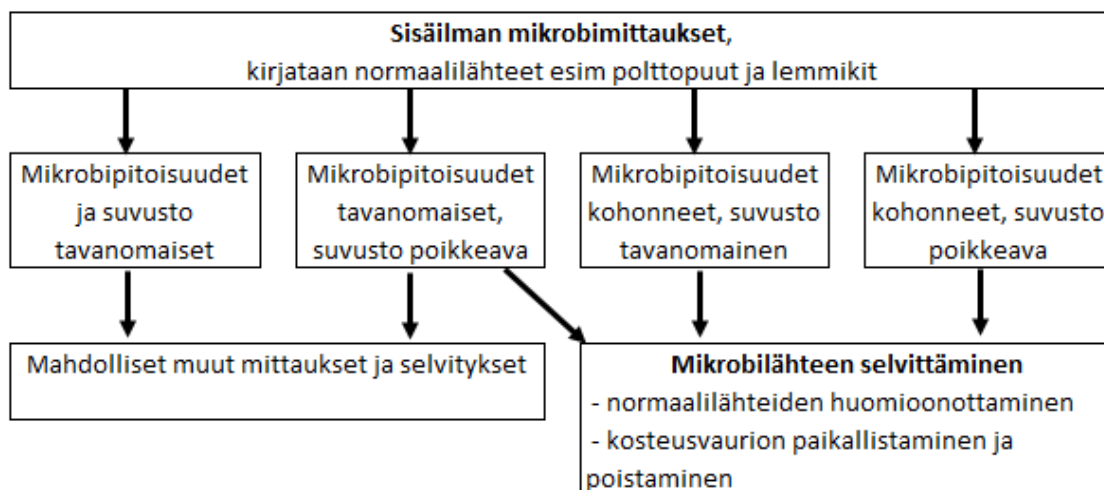 Sisäilman mikrobimittaukset,
kirjataan normaalilähteet esim polttopuut ja lemmikit
Mikrobipitoisuudet
ja suvusto
tavanomaiset
Mikrobipitoisuudet
tavanomaiset,
suvusto poikkeava
Mikrobipitoisuudet
kohonneet, suvusto
tavanomainen
Mikrobipitoisuudet
kohonneet, suvusto
poikkeava
Mahdolliset muut mittaukset ja selvitykset
Mikrobilähteen selvittäminen
- normaalilähteiden huomioonottaminen
- kosteusvaurion paikallistaminen ja
poistaminen